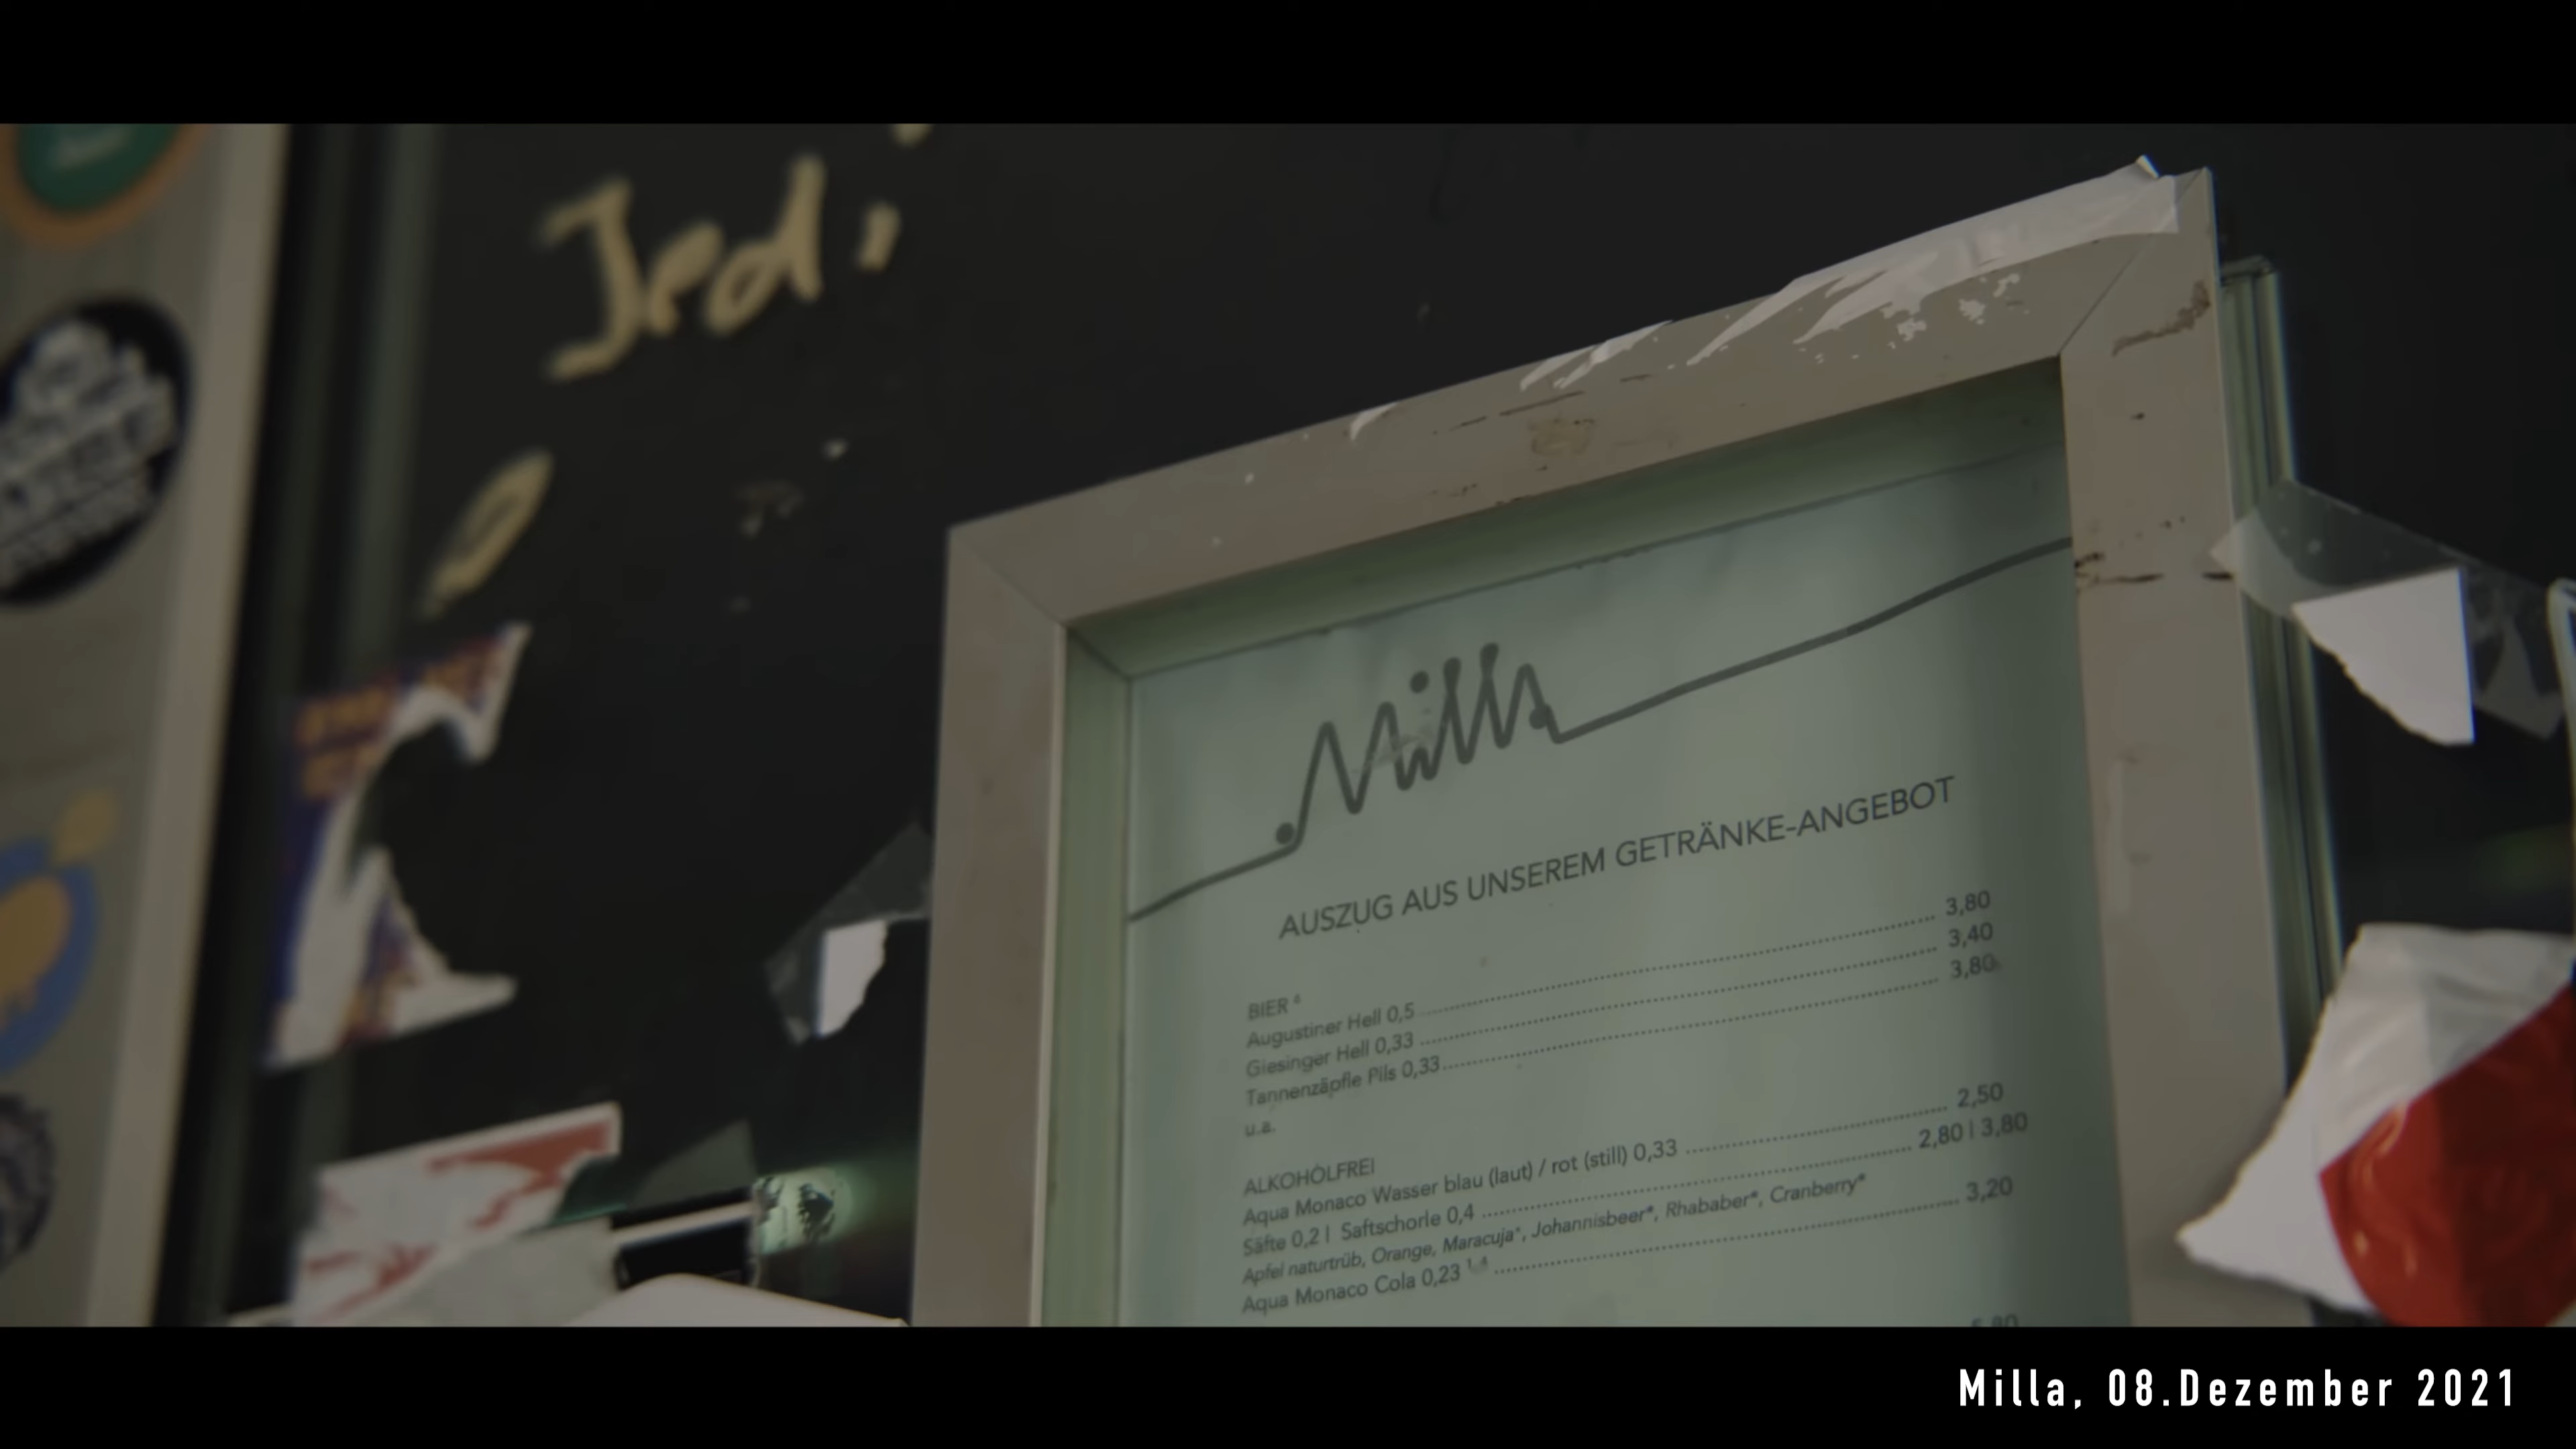 Jedi
Milla
AUSZUG AUS UNSEREM GETRÄNKE-ANGEBOT
BIER 4
Augustiner Hell 0,5 ........ 3,80
Giesinger Hell 0,33 ........ 3,40
Tannenzäpfle Pils 0,33 ........ 3,80
u.a.
ALKOHOLFREI
Aqua Monaco Wasser blau (laut) / rot (still) 0,33 ........ 2,50
Säfte 0,2 | Saftschorle 0,4 ........ 2,80 | 3,80
Apfel naturtrüb, Orange, Maracuja*, Johannisbeer*, Rhababer*, Cranberry*
Aqua Monaco Cola 0,23 ........ 3,20
Milla, 08.Dezember 2021